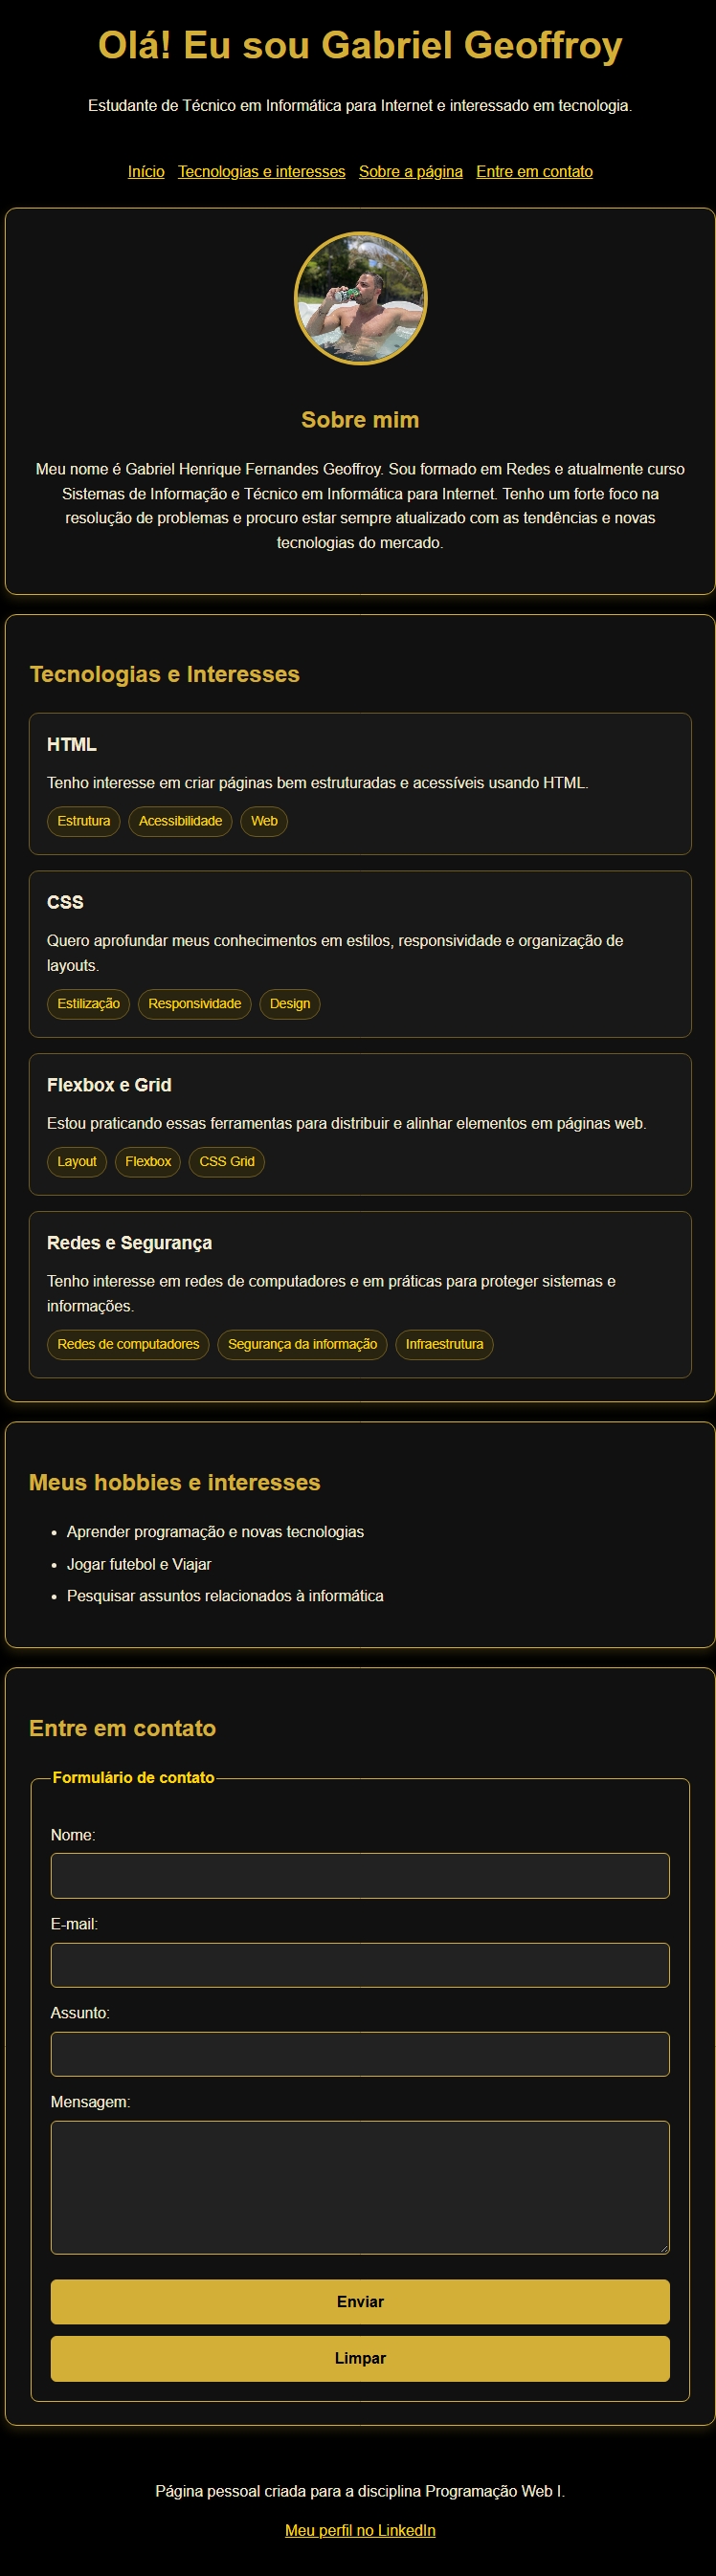 Olá! Eu sou Gabriel Geoffroy
Estudante de Técnico em Informática para Internet e interessado em tecnologia.
Início Tecnologias e interesses Sobre a página Entre em contato
Sobre mim
Meu nome é Gabriel Henrique Fernandes Geoffroy. Sou formado em Redes e atualmente curso
Sistemas de Informação e Técnico em Informática para Internet. Tenho um forte foco na
resolução de problemas e procuro estar sempre atualizado com as tendências e novas
tecnologias do mercado.
Tecnologias e Interesses
HTML
Tenho interesse em criar páginas bem estruturadas e acessíveis usando HTML.
Estrutura Acessibilidade Web
CSS
Quero aprofundar meus conhecimentos em estilos, responsividade e organização de
layouts.
Estilização Responsividade Design
Flexbox e Grid
Estou praticando essas ferramentas para distribuir e alinhar elementos em páginas web.
Layout Flexbox CSS Grid
Redes e Segurança
Tenho interesse em redes de computadores e em práticas para proteger sistemas e
informações.
Redes de computadores Segurança da informação Infraestrutura
Meus hobbies e interesses
• Aprender programação e novas tecnologias
• Jogar futebol e Viajar
• Pesquisar assuntos relacionados à informática
Entre em contato
Formulário de contato
Nome:
E-mail:
Assunto:
Mensagem:
Enviar
Limpar
Página pessoal criada para a disciplina Programação Web I.
Meu perfil no LinkedIn